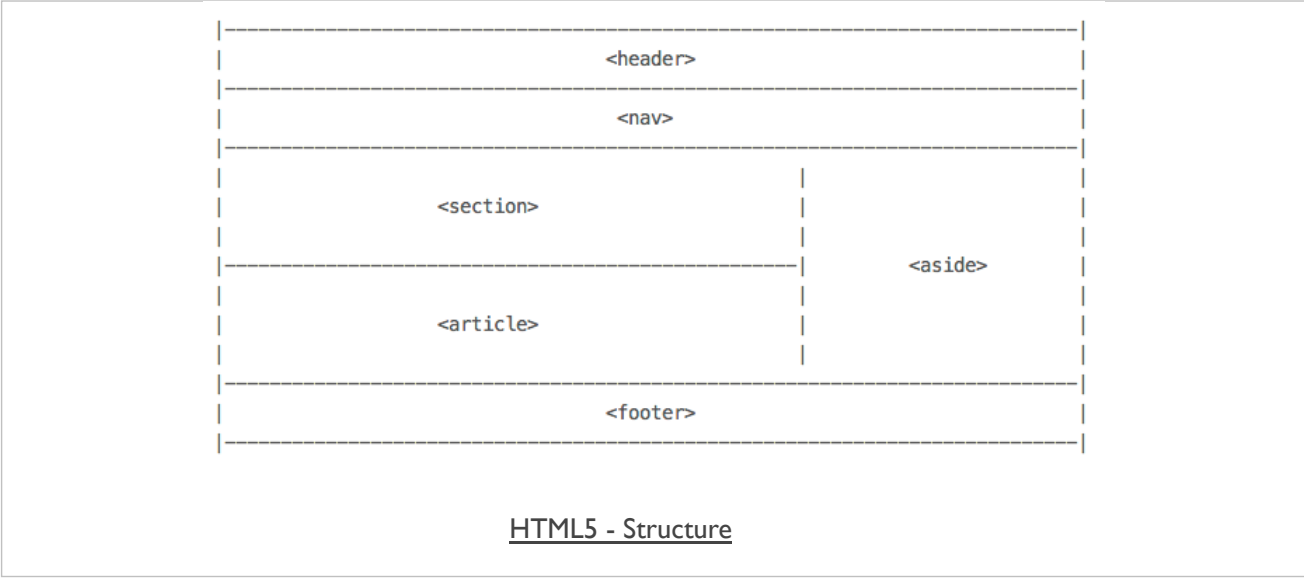 <header>
<nav>
<section>
<aside>
<article>
<footer>
HTML5 - Structure